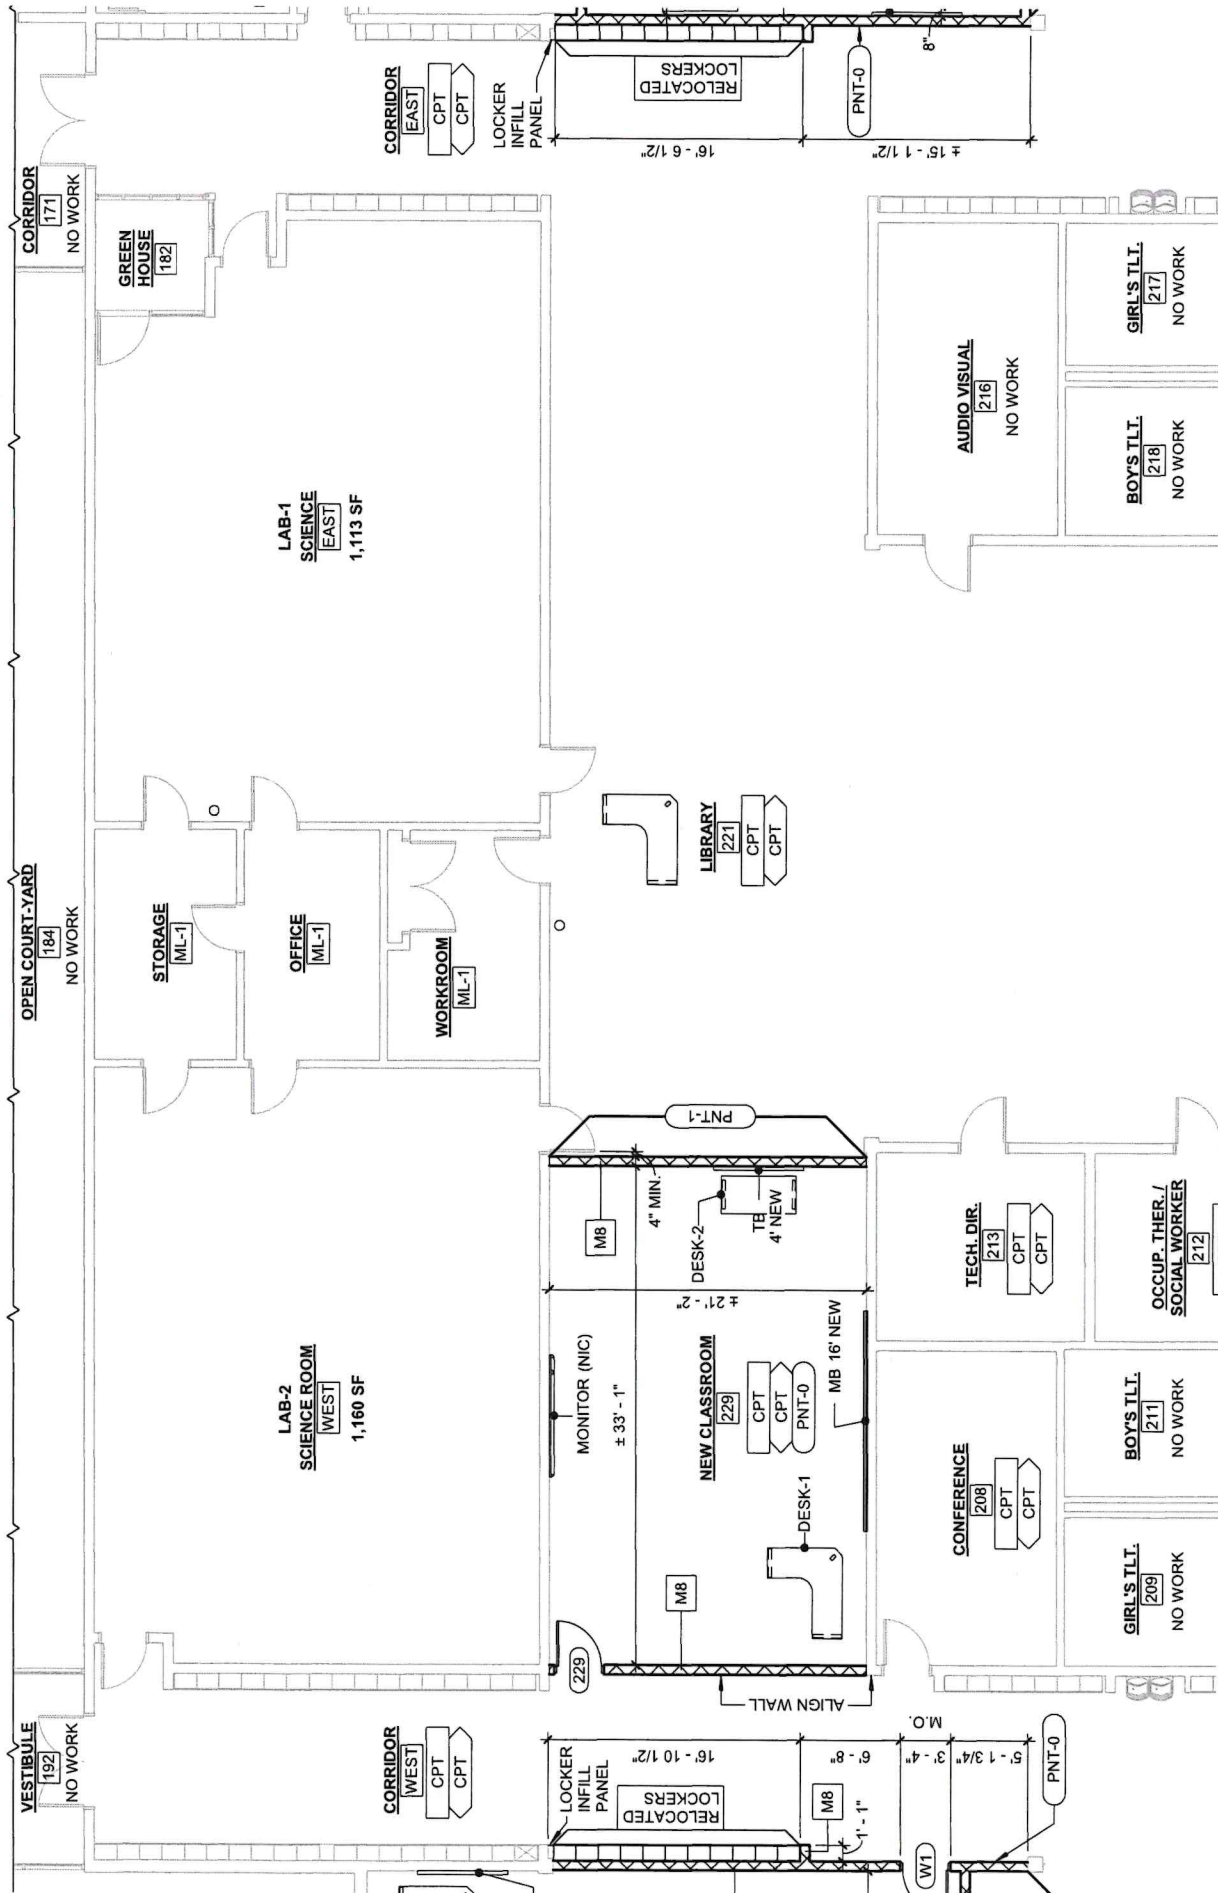 VESTIBULE
192
NO WORK
OPEN COURT-YARD
184
NO WORK
CORRIDOR
171
NO WORK
GREEN
HOUSE
182
STORAGE
ML-1
OFFICE
ML-1
WORKROOM
ML-1
LAB-2
SCIENCE ROOM
WEST
1,160 SF
LAB-1
SCIENCE
EAST
1,113 SF
CORRIDOR
WEST
CPT
CPT
CORRIDOR
EAST
CPT
CPT
LOCKER
INFILL
PANEL
RELOCATED
LOCKERS
16' - 6 1/2"
± 15' - 1 1/2"
PNT-0
8"
LOCKER
INFILL
PANEL
RELOCATED
LOCKERS
16' - 10 1/2"
6' - 8"
3' - 4"
M.O.
5' - 1 3/4"
M8
1' - 1"
W1
PNT-0
229
ALIGN WALL
M8
MONITOR (NIC)
± 33' - 1"
± 21' - 2"
M8
4" MIN.
PNT-1
DESK-2
TB
4' NEW
NEW CLASSROOM
229
CPT
CPT
PNT-0
DESK-1
MB 16' NEW
LIBRARY
221
CPT
CPT
AUDIO VISUAL
216
NO WORK
GIRL'S TLT.
217
NO WORK
BOY'S TLT.
218
NO WORK
TECH. DIR.
213
CPT
CPT
OCCUP. THER. /
SOCIAL WORKER
212
CONFERENCE
208
CPT
CPT
BOY'S TLT.
211
NO WORK
GIRL'S TLT.
209
NO WORK